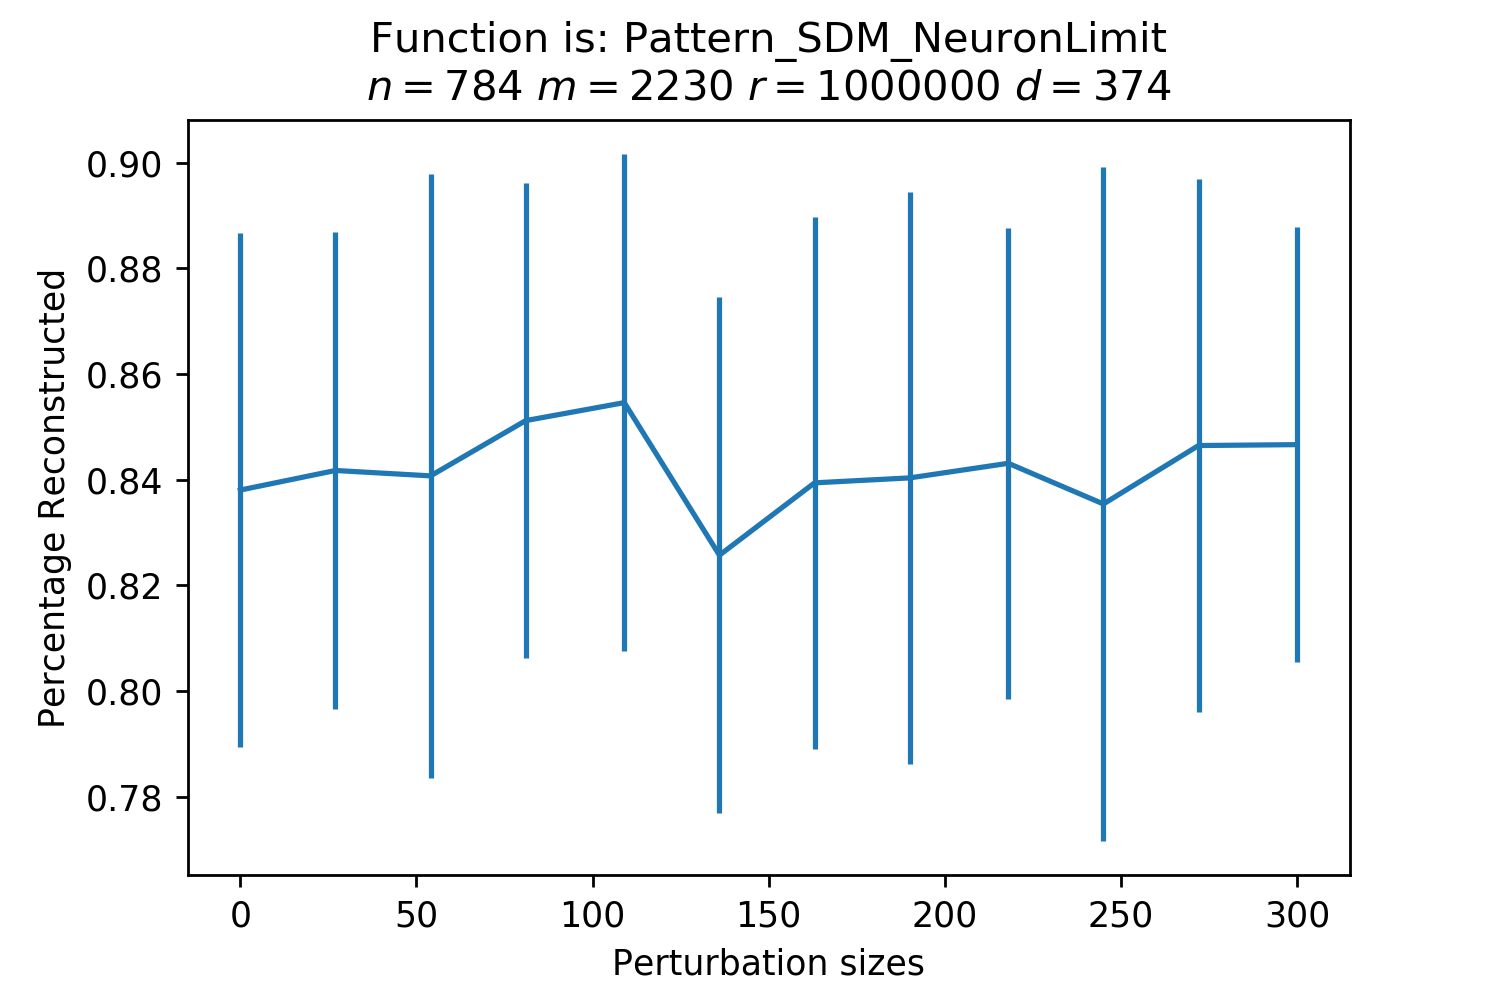 Function is: Pattern_SDM_NeuronLimit
n = 784 m = 2230 r = 1000000 d = 374
Percentage Reconstructed
0.90
0.88
0.86
0.84
0.82
0.80
0.78
0 50 100 150 200 250 300
Perturbation sizes